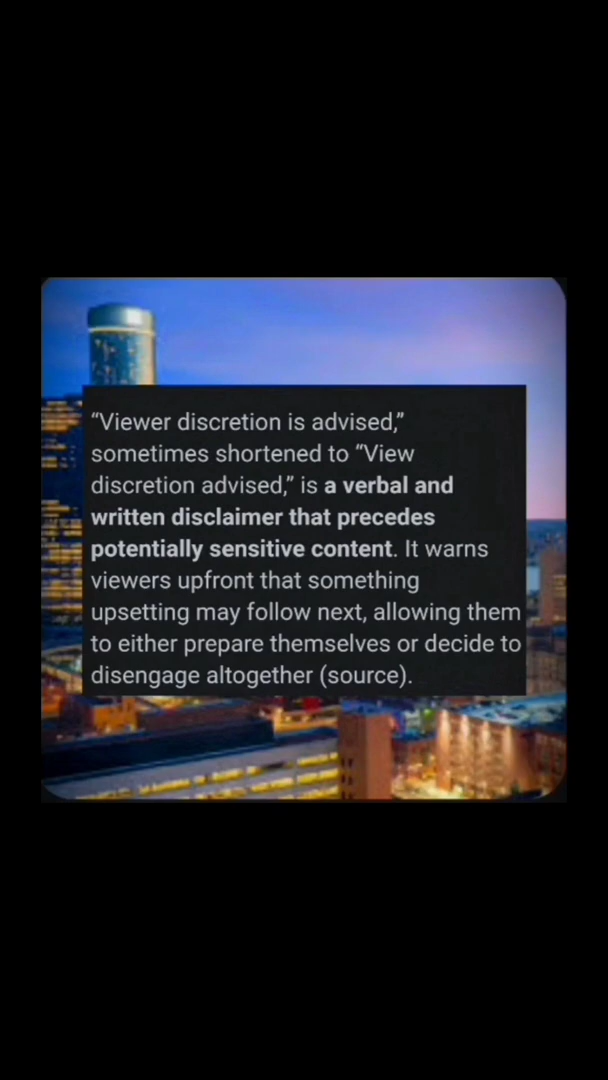 “Viewer discretion is advised,”
sometimes shortened to “View
discretion advised,” is a verbal and
written disclaimer that precedes
potentially sensitive content. It warns
viewers upfront that something
upsetting may follow next, allowing them
to either prepare themselves or decide to
disengage altogether (source).